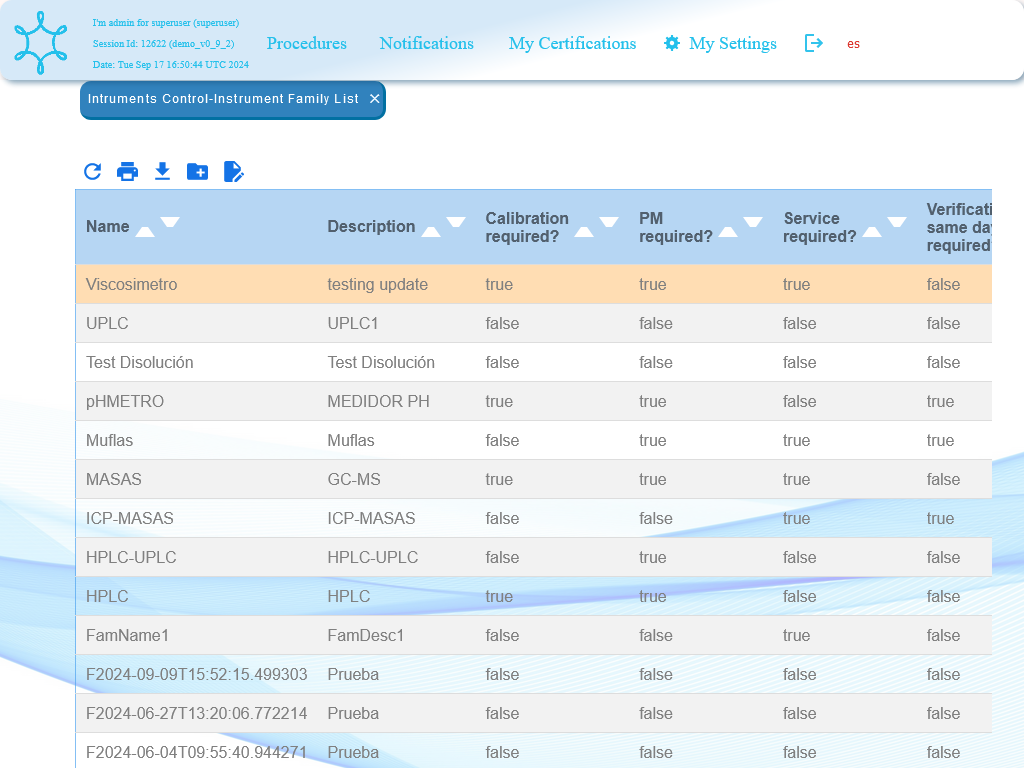 I'm admin for superuser (superuser)
Session Id: 12622 (demo_v0_9_2)
Date: Tue Sep 17 16:50:44 UTC 2024
Procedures Notifications My Certifications My Settings es
Intruments Control-Instrument Family List ×
Name Description Calibration required? PM required? Service required? same required
Viscosimetro testing update true true true false
UPLC UPLC1 false false false false
Test Disolución Test Disolución false false false false
pHMETRO MEDIDOR PH true true false true
Muflas Muflas false true true true
MASAS GC-MS true true true false
ICP-MASAS ICP-MASAS false false true true
HPLC-UPLC HPLC-UPLC false true false false
HPLC HPLC true true false false
FamName1 FamDesc1 false false true false
F2024-09-09T15:52:15.499303 Prueba false false false false
F2024-06-27T13:20:06.772214 Prueba false false false false
F2024-06-04T09:55:40.944271 Prueba false false false false